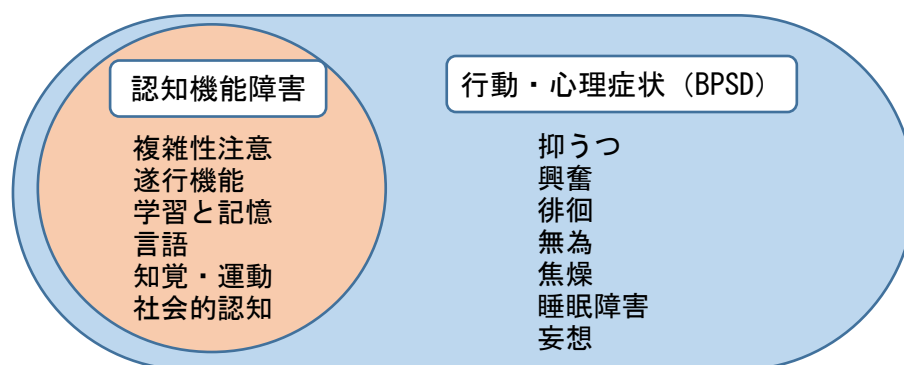 認知機能障害
複雑性注意
遂行機能
学習と記憶
言語
知覚・運動
社会的認知
行動・心理症状（BPSD）
抑うつ
興奮
徘徊
無為
焦燥
睡眠障害
妄想